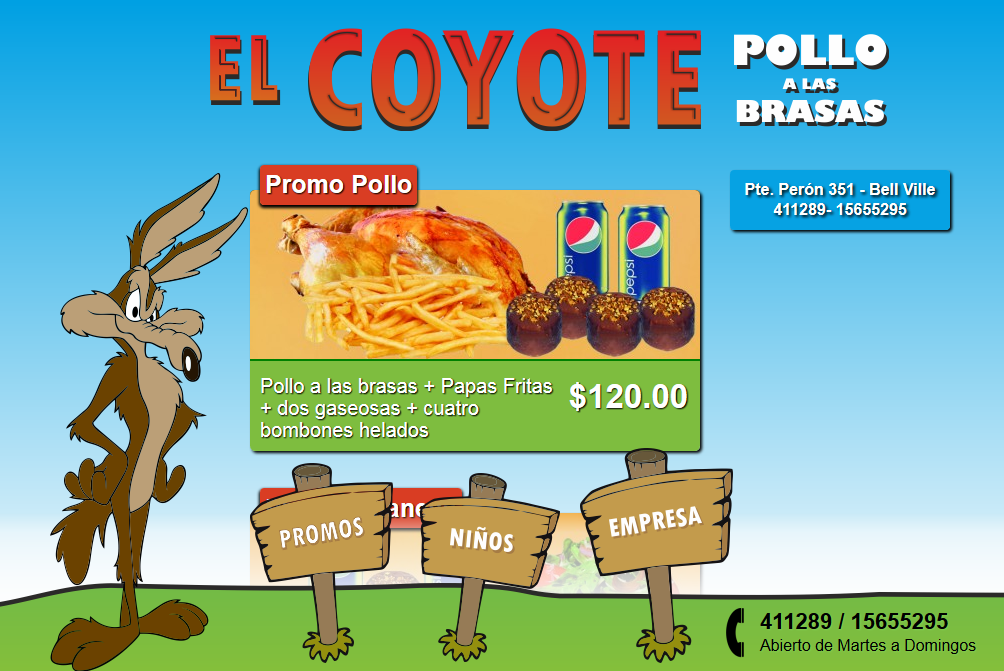 EL COYOTE
POLLO
A LAS
BRASAS
Promo Pollo
Pte. Perón 351 - Bell Ville
411289- 15655295
pepsi
pepsi
Pollo a las brasas + Papas Fritas
+ dos gaseosas + cuatro
bombones helados
$120.00
PROMOS
NIÑOS
EMPRESA
411289 / 15655295
Abierto de Martes a Domingos